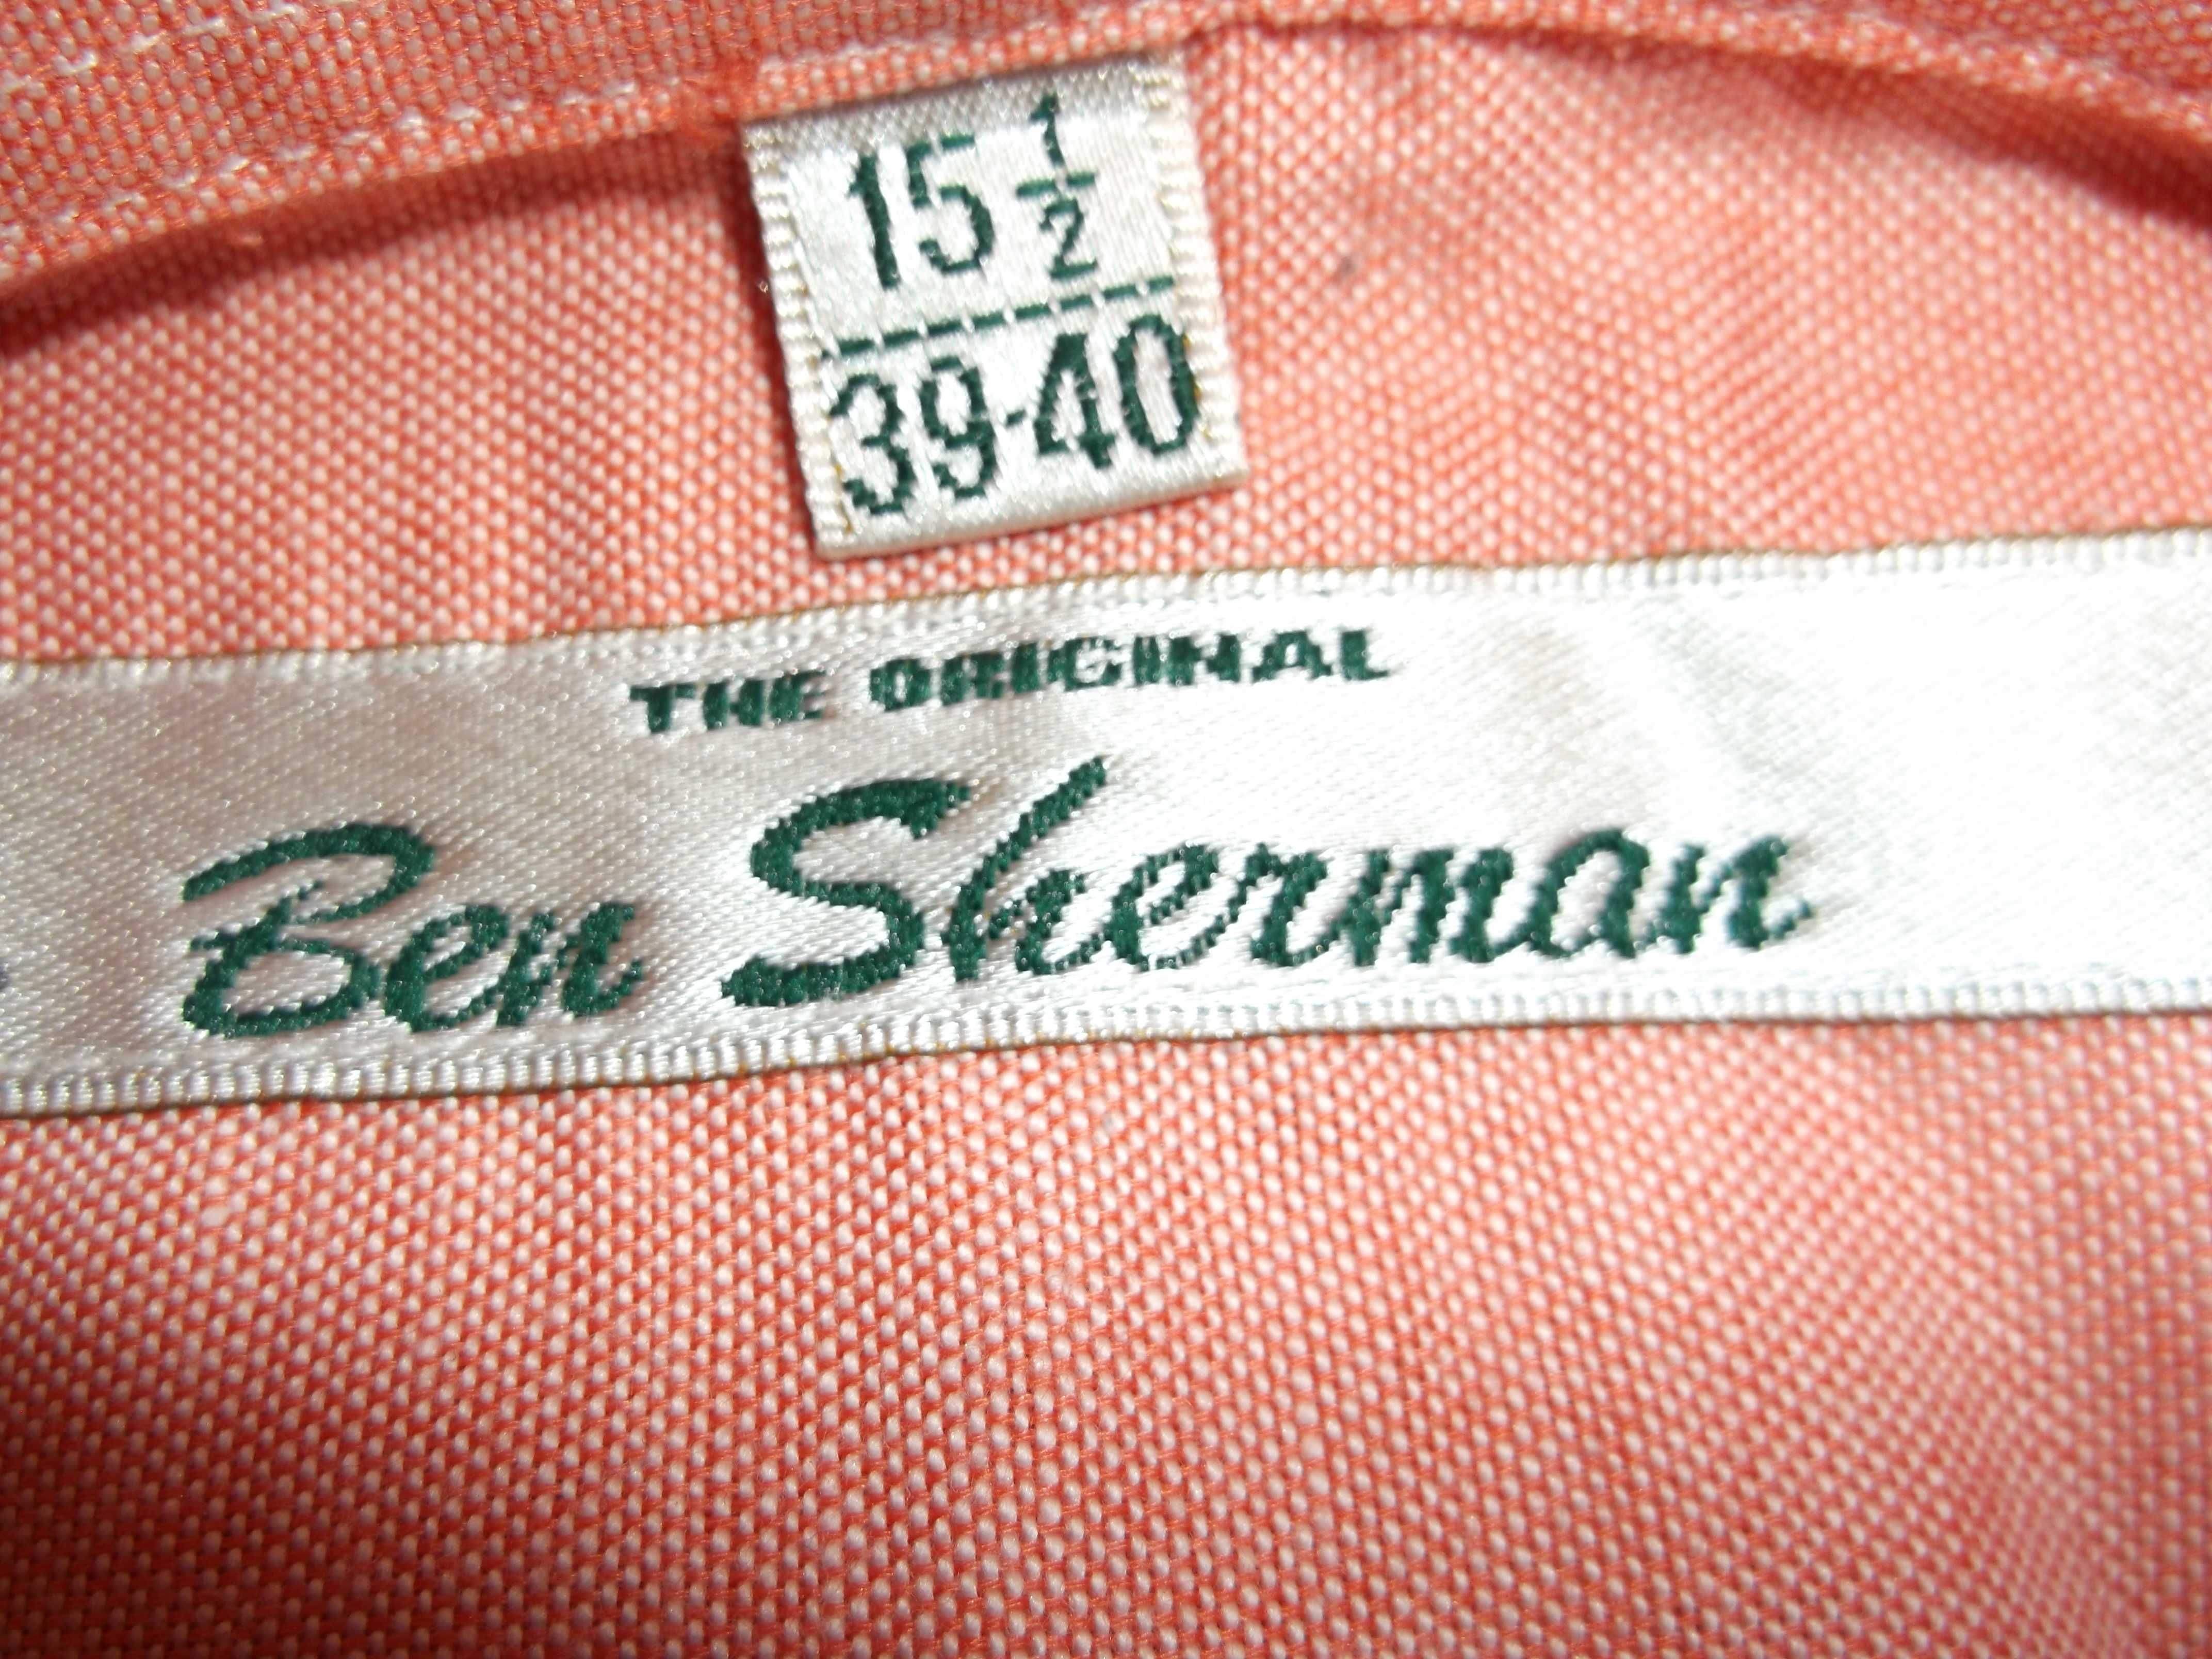 15 1/2
39-40
THE ORIGINAL
Ben Sherman